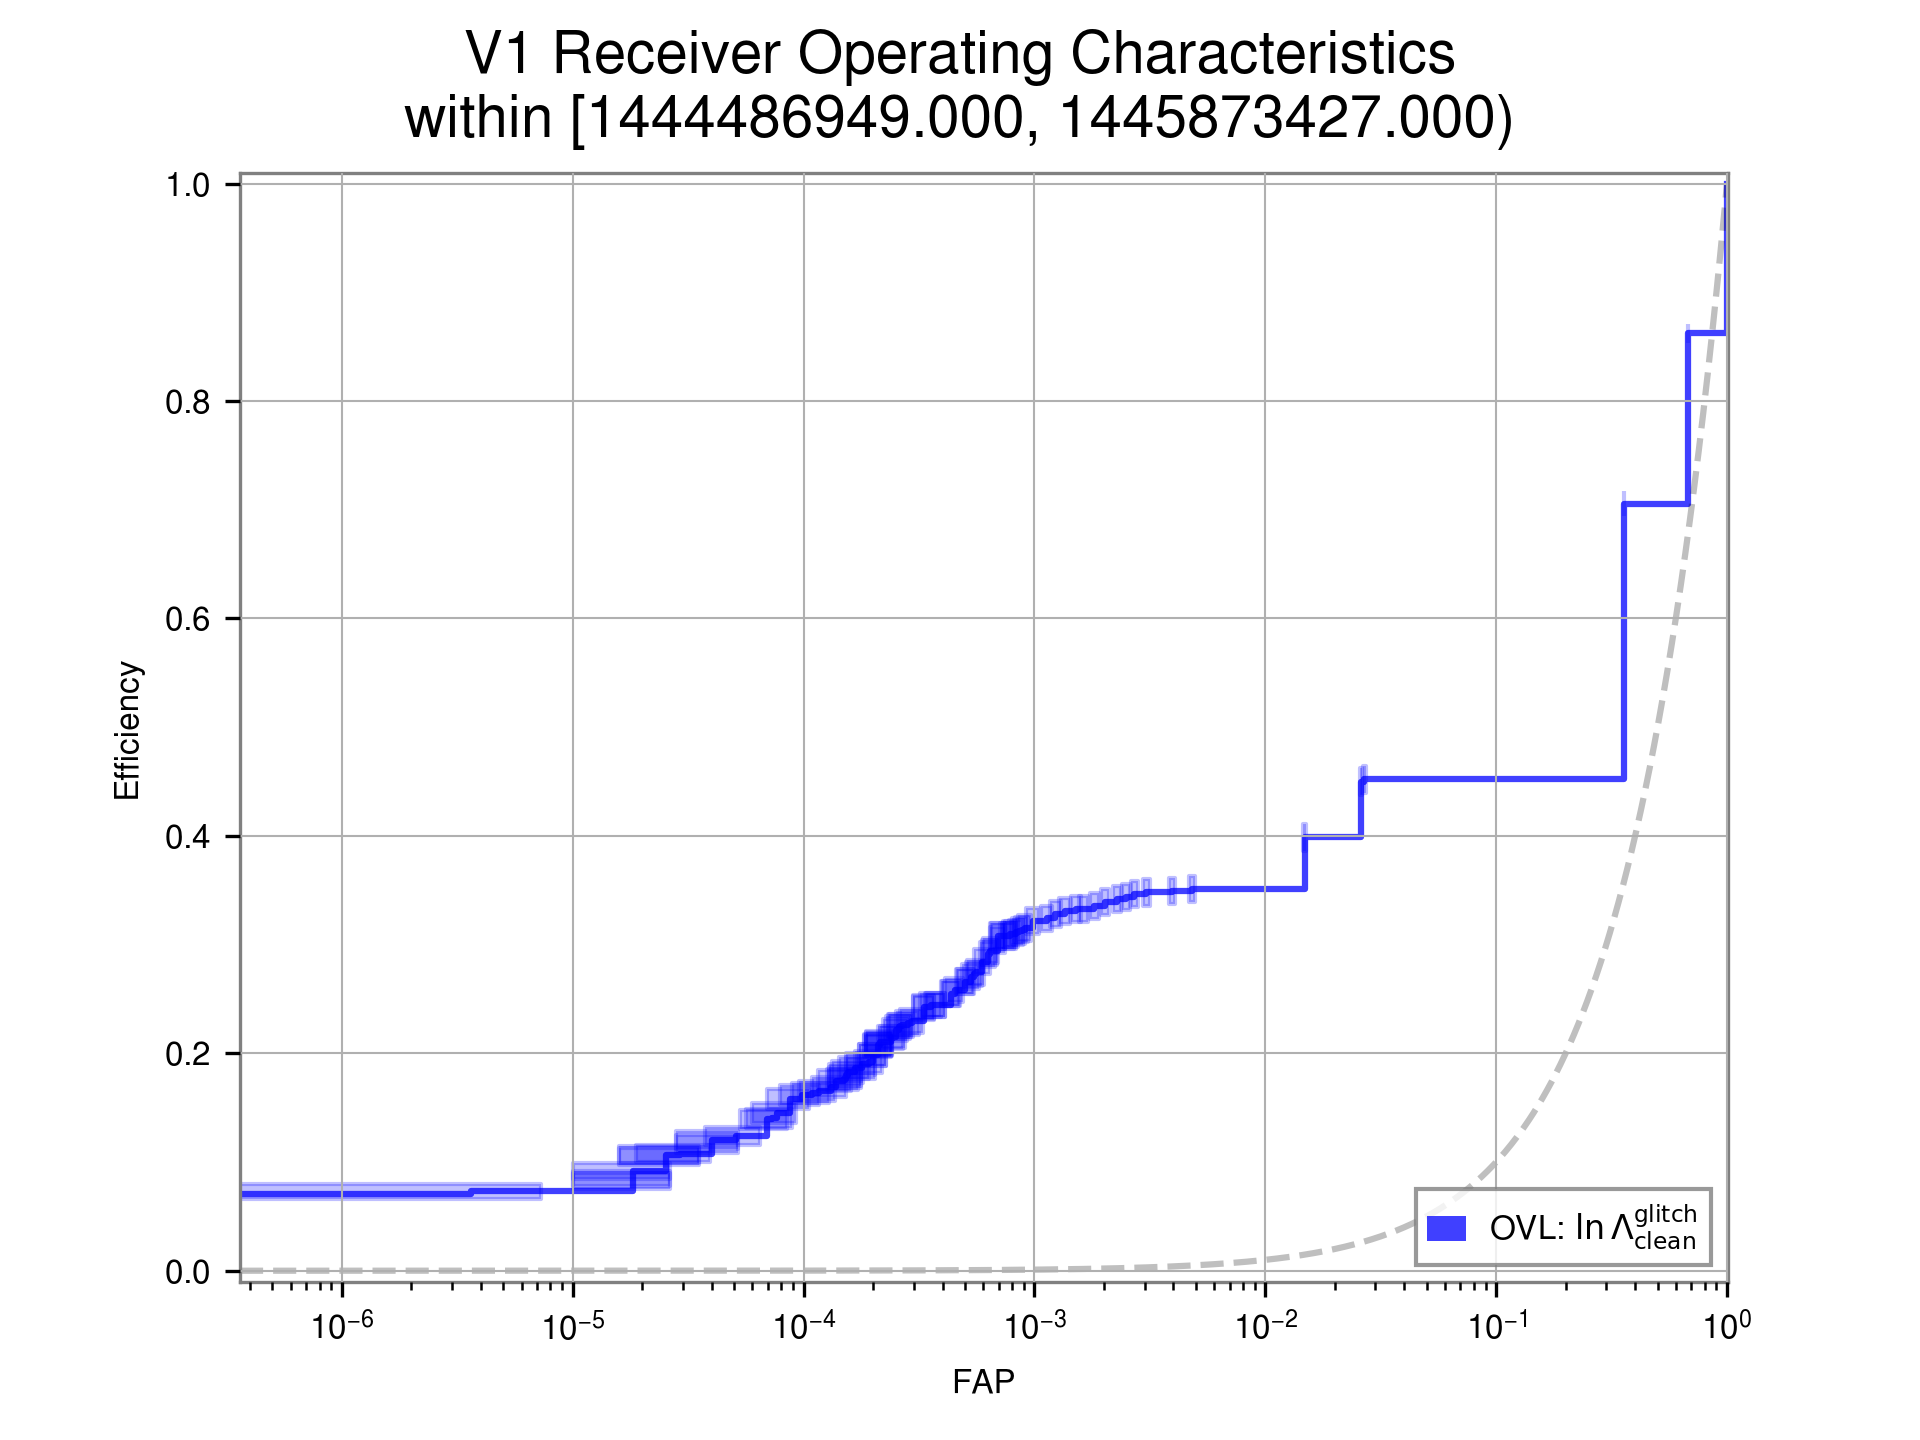 V1 Receiver Operating Characteristics
within [1444486949.000, 1445873427.000)
1.0
0.8
0.6
0.4
0.2
0.0
Efficiency
10⁻⁶ 10⁻⁵ 10⁻⁴ 10⁻³ 10⁻² 10⁻¹ 10⁰
FAP
OVL: ln Λ^glitch_clean